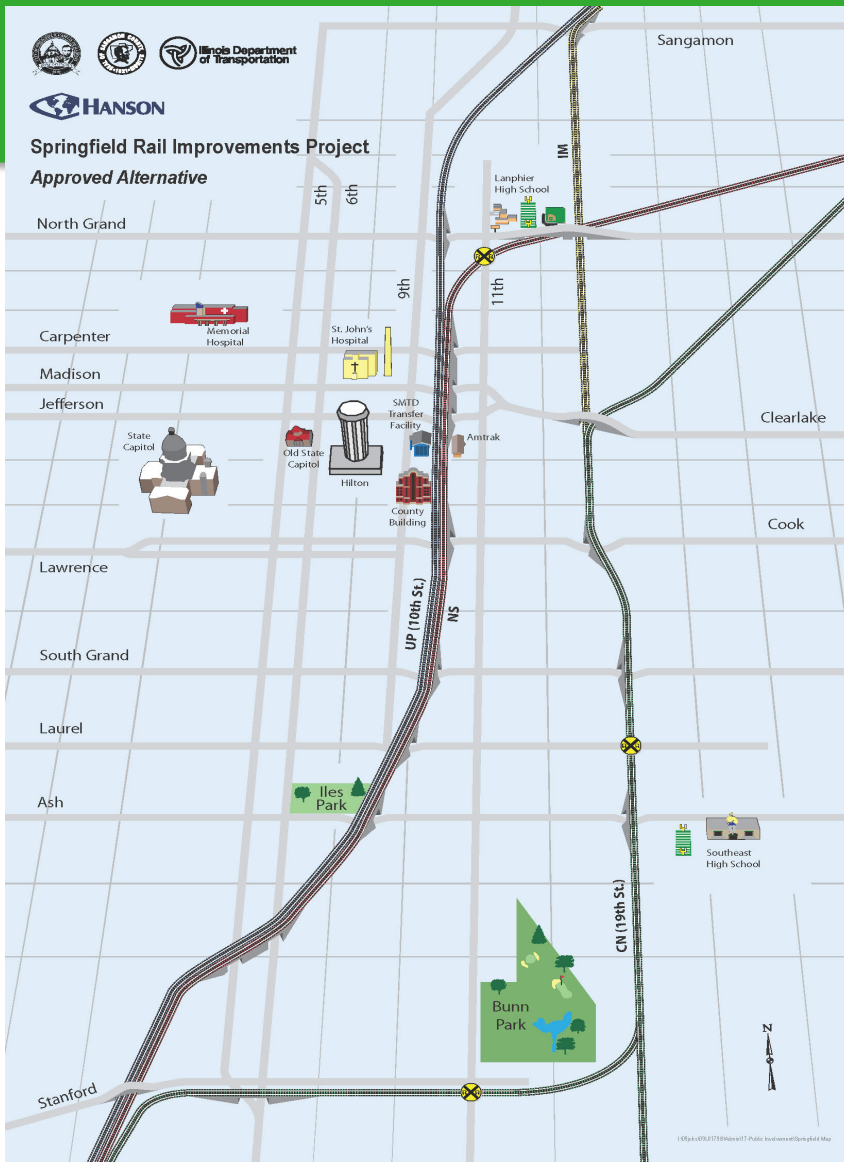 Illinois Department
of Transportation
HANSON
Springfield Rail Improvements Project
Approved Alternative
Sangamon
IM
5th
6th
Lanphier
High School
North Grand
9th
11th
Memorial
Hospital
St. John's
Hospital
Carpenter
Madison
Jefferson
SMTD
Transfer
Facility
Clearlake
State
Capitol
Old State
Capitol
Hilton
Amtrak
County
Building
Cook
Lawrence
UP (10th St.)
NS
South Grand
Laurel
Iles
Park
Ash
Southeast
High School
CN (19th St.)
Bunn
Park
N
Stanford